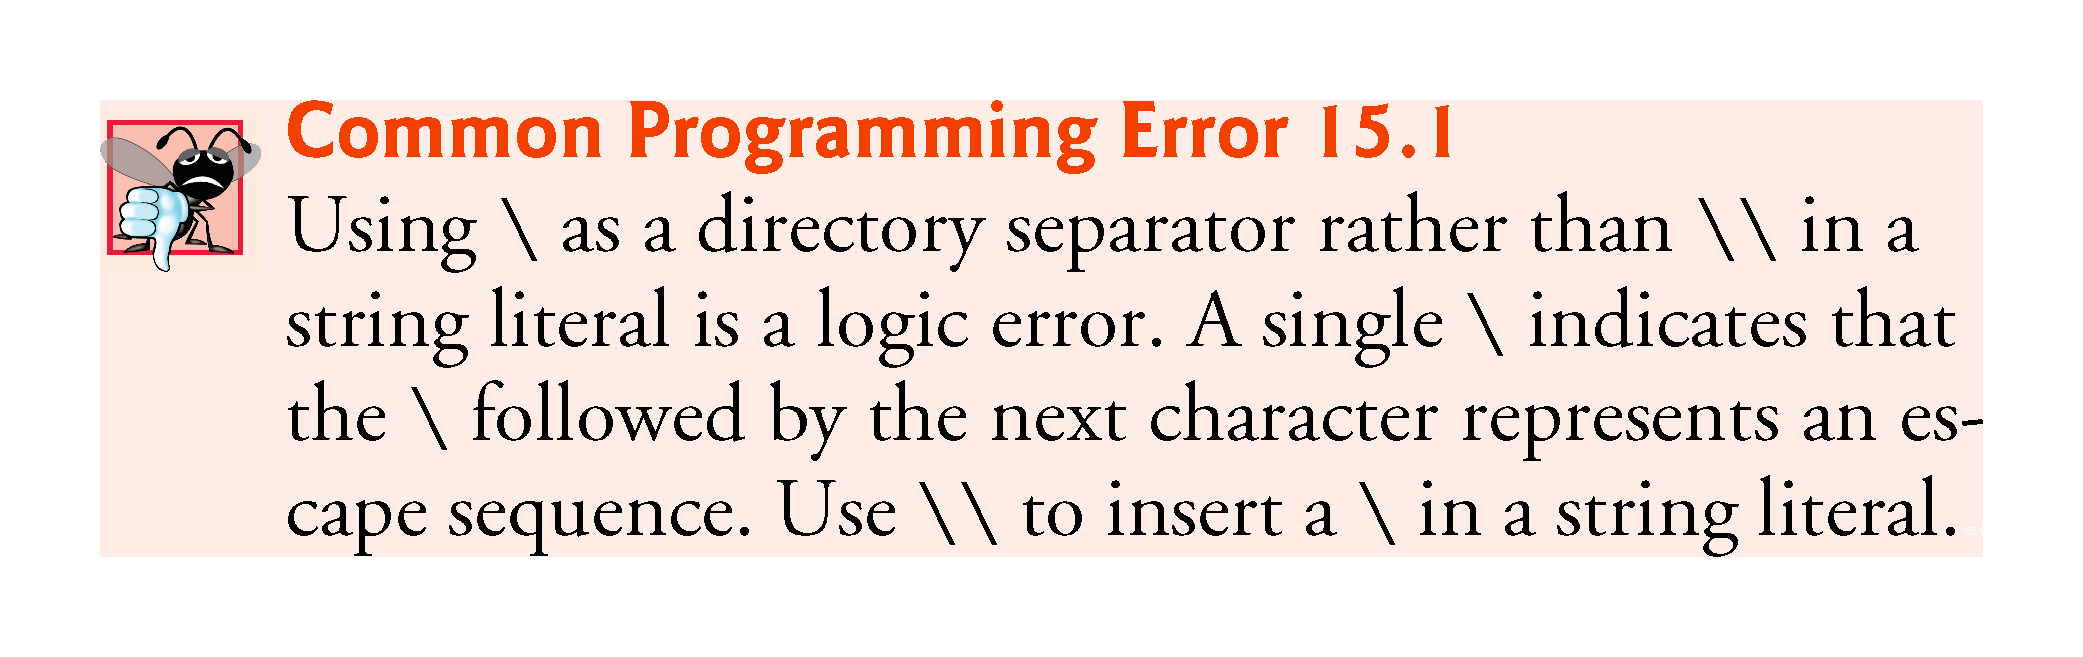 Common Programming Error 15.1
Using \ as a directory separator rather than \\ in a
string literal is a logic error. A single \ indicates that
the \ followed by the next character represents an es-
cape sequence. Use \\ to insert a \ in a string literal.